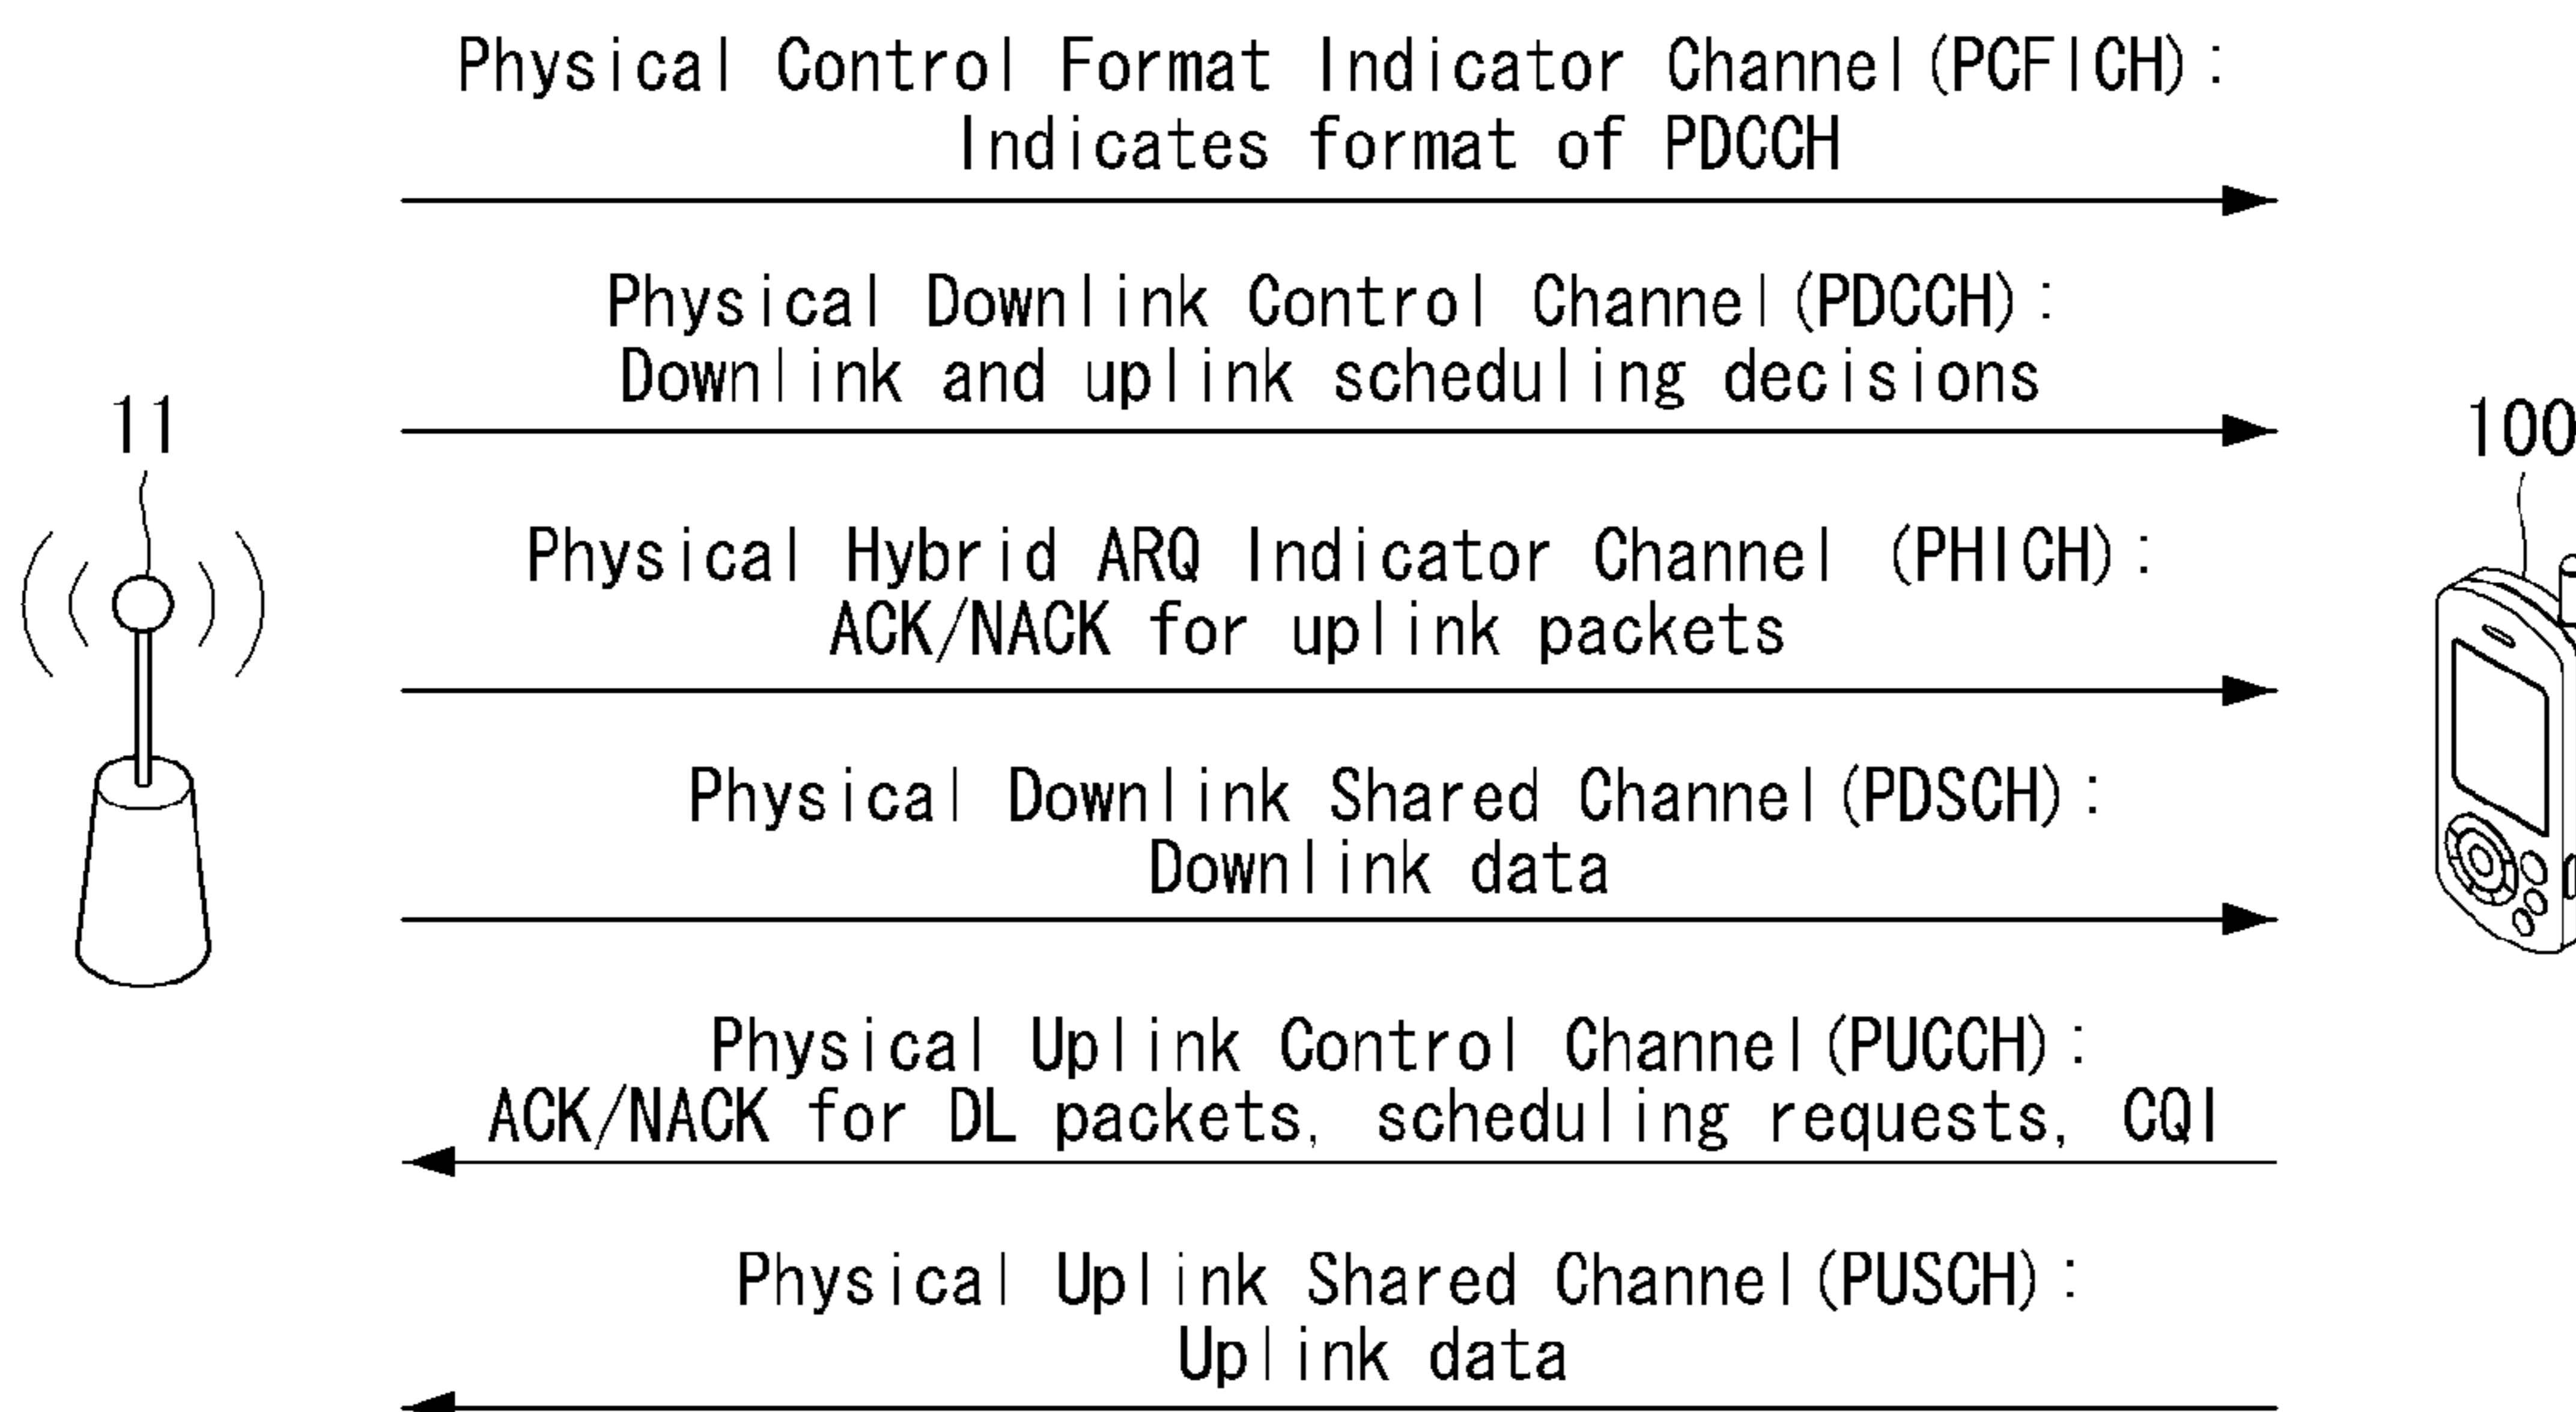 Physical Control Format Indicator Channel(PCFICH):
Indicates format of PDCCH
Physical Downlink Control Channel(PDCCH):
Downlink and uplink scheduling decisions
11
100
Physical Hybrid ARQ Indicator Channel (PHICH):
ACK/NACK for uplink packets
Physical Downlink Shared Channel(PDSCH):
Downlink data
Physical Uplink Control Channel(PUCCH):
ACK/NACK for DL packets, scheduling requests, CQI
Physical Uplink Shared Channel(PUSCH):
Uplink data